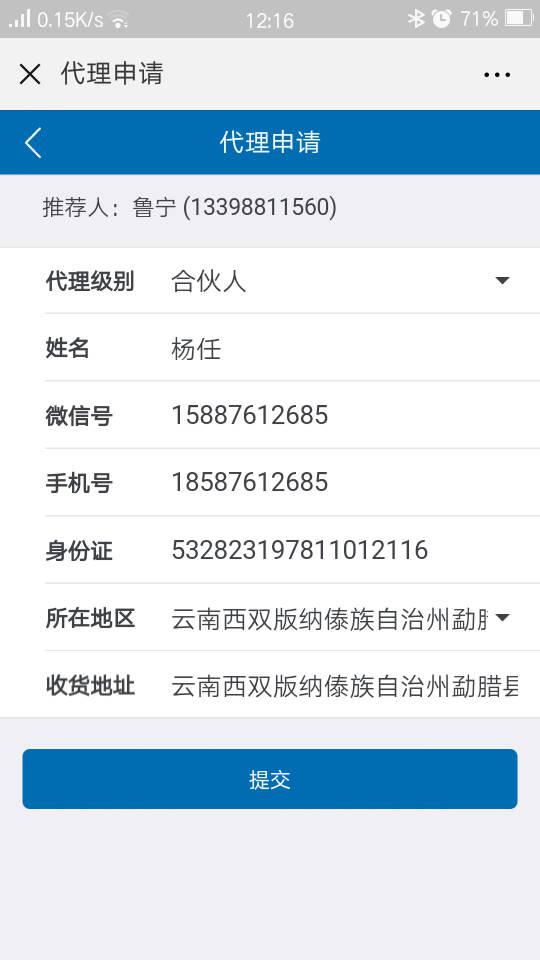 0.15K/s 12:16 71%
代理申请
代理申请
推荐人：鲁宁 (13398811560)
代理级别 合伙人
姓名 杨任
微信号 15887612685
手机号 18587612685
身份证 532823197811012116
所在地区 云南西双版纳傣族自治州勐
收货地址 云南西双版纳傣族自治州勐腊县
提交